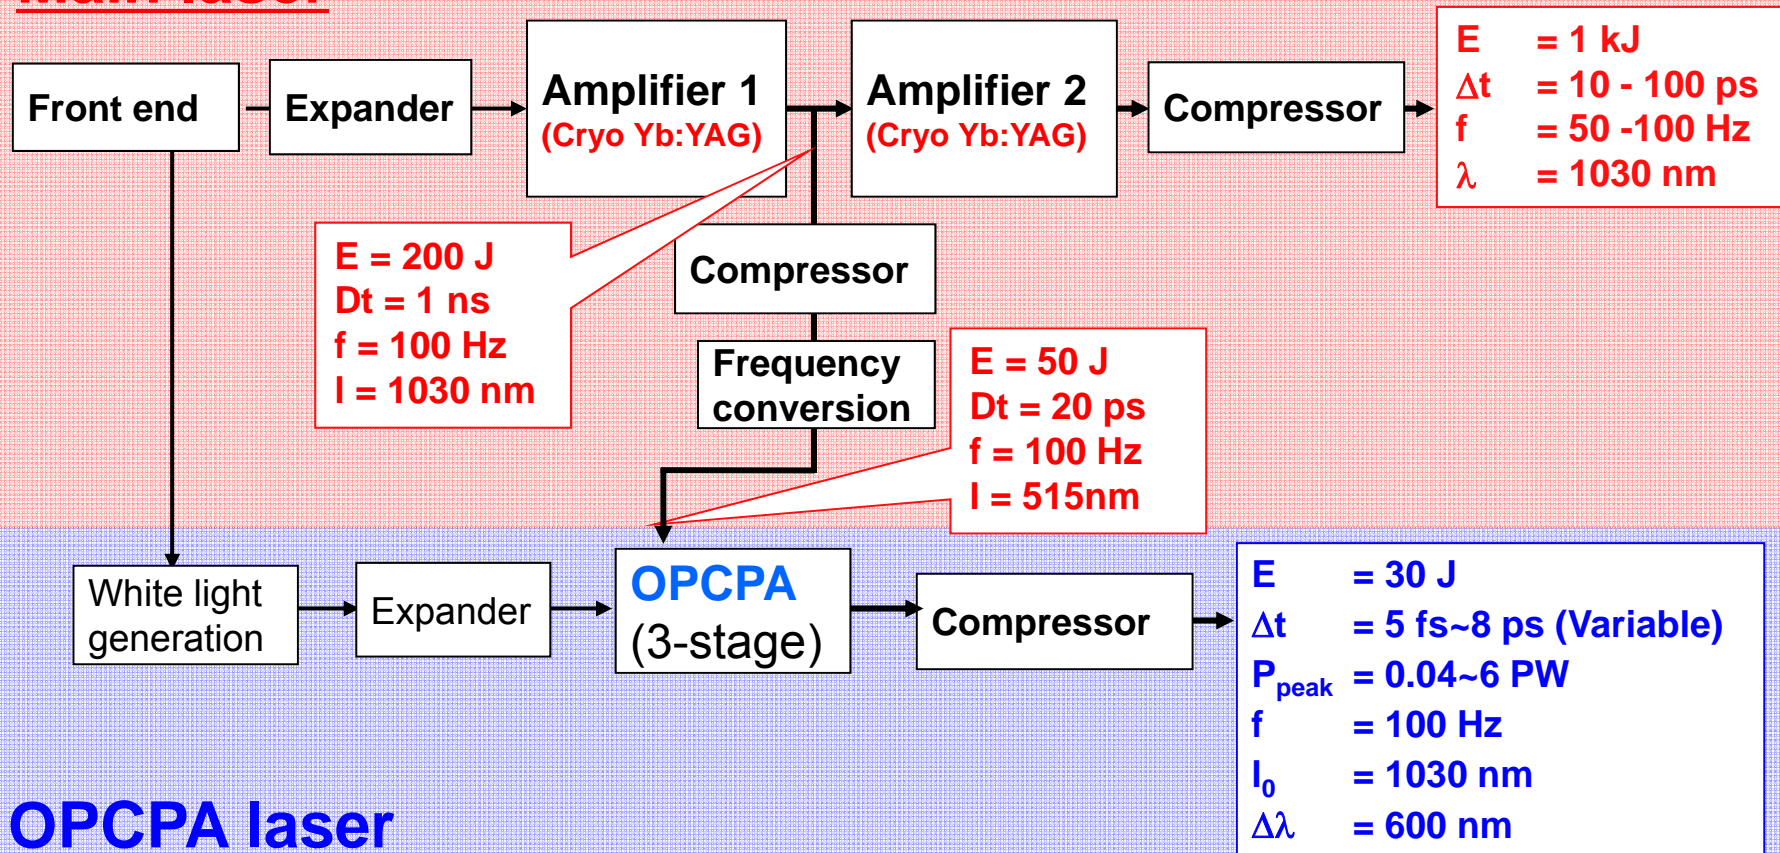 Main laser
Front end
Expander
Amplifier 1
(Cryo Yb:YAG)
Amplifier 2
(Cryo Yb:YAG)
Compressor
E = 1 kJ
Δt = 10 - 100 ps
f = 50 -100 Hz
λ = 1030 nm
E = 200 J
Dt = 1 ns
f = 100 Hz
l = 1030 nm
Compressor
Frequency
conversion
E = 50 J
Dt = 20 ps
f = 100 Hz
l = 515nm
White light
generation
Expander
OPCPA
(3-stage)
Compressor
E = 30 J
Δt = 5 fs~8 ps (Variable)
Ppeak = 0.04~6 PW
f = 100 Hz
l0 = 1030 nm
Δλ = 600 nm
OPCPA laser